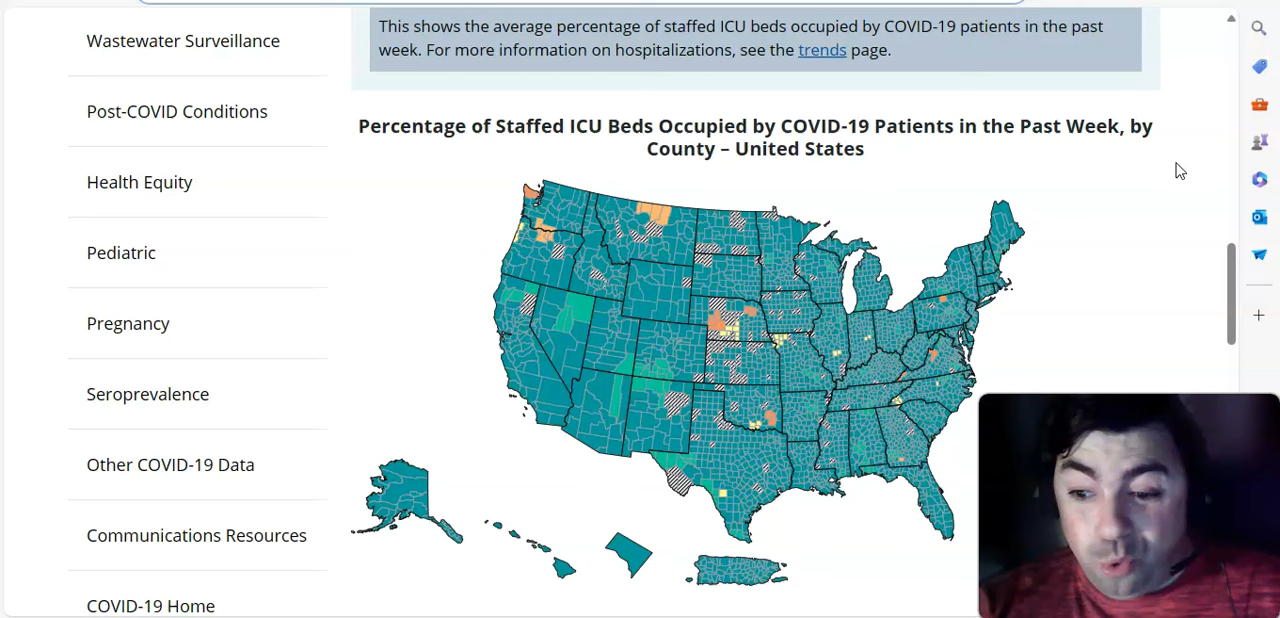 This shows the average percentage of staffed ICU beds occupied by COVID-19 patients in the past
week. For more information on hospitalizations, see the trends page.
Percentage of Staffed ICU Beds Occupied by COVID-19 Patients in the Past Week, by
County – United States
Wastewater Surveillance
Post-COVID Conditions
Health Equity
Pediatric
Pregnancy
Seroprevalence
Other COVID-19 Data
Communications Resources
COVID-19 Home